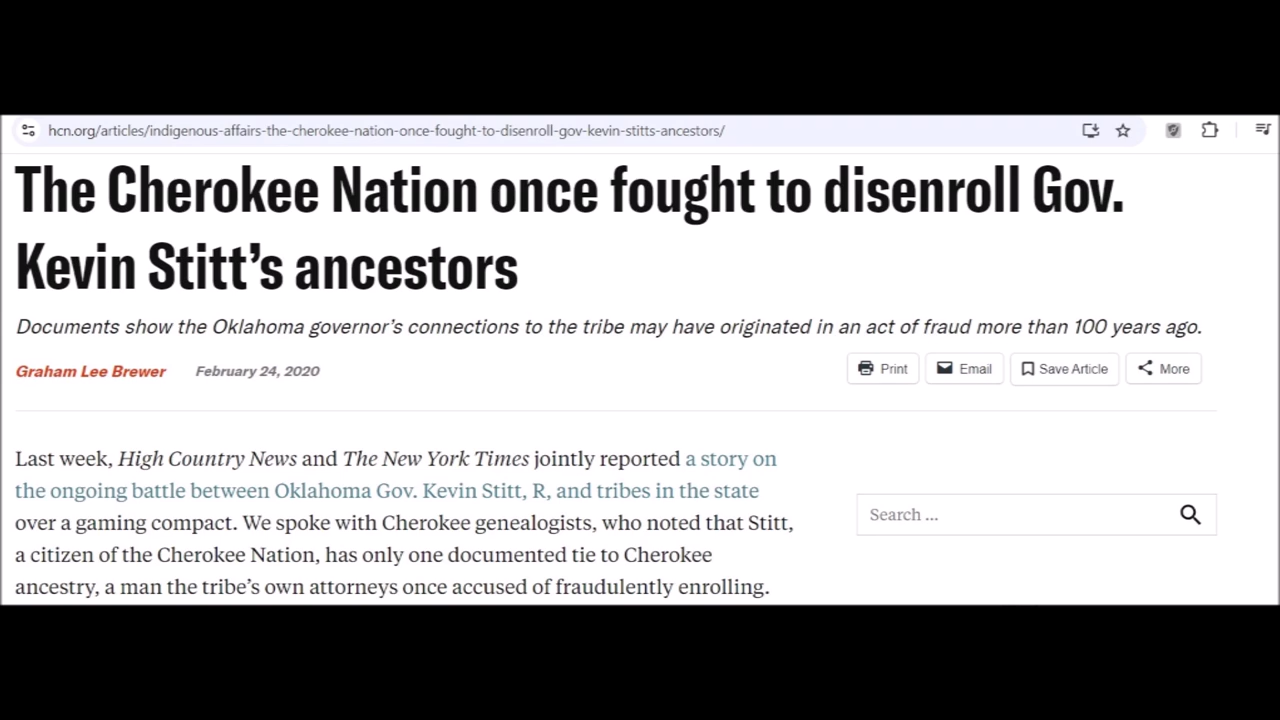 hcn.org/articles/indigenous-affairs-the-cherokee-nation-once-fought-to-disenroll-gov-kevin-stitts-ancestors/
The Cherokee Nation once fought to disenroll Gov.
Kevin Stitt’s ancestors
Documents show the Oklahoma governor’s connections to the tribe may have originated in an act of fraud more than 100 years ago.
Graham Lee Brewer February 24, 2020
Print Email Save Article More
Last week, High Country News and The New York Times jointly reported a story on
the ongoing battle between Oklahoma Gov. Kevin Stitt, R, and tribes in the state
over a gaming compact. We spoke with Cherokee genealogists, who noted that Stitt,
a citizen of the Cherokee Nation, has only one documented tie to Cherokee
ancestry, a man the tribe’s own attorneys once accused of fraudulently enrolling.
Search ...